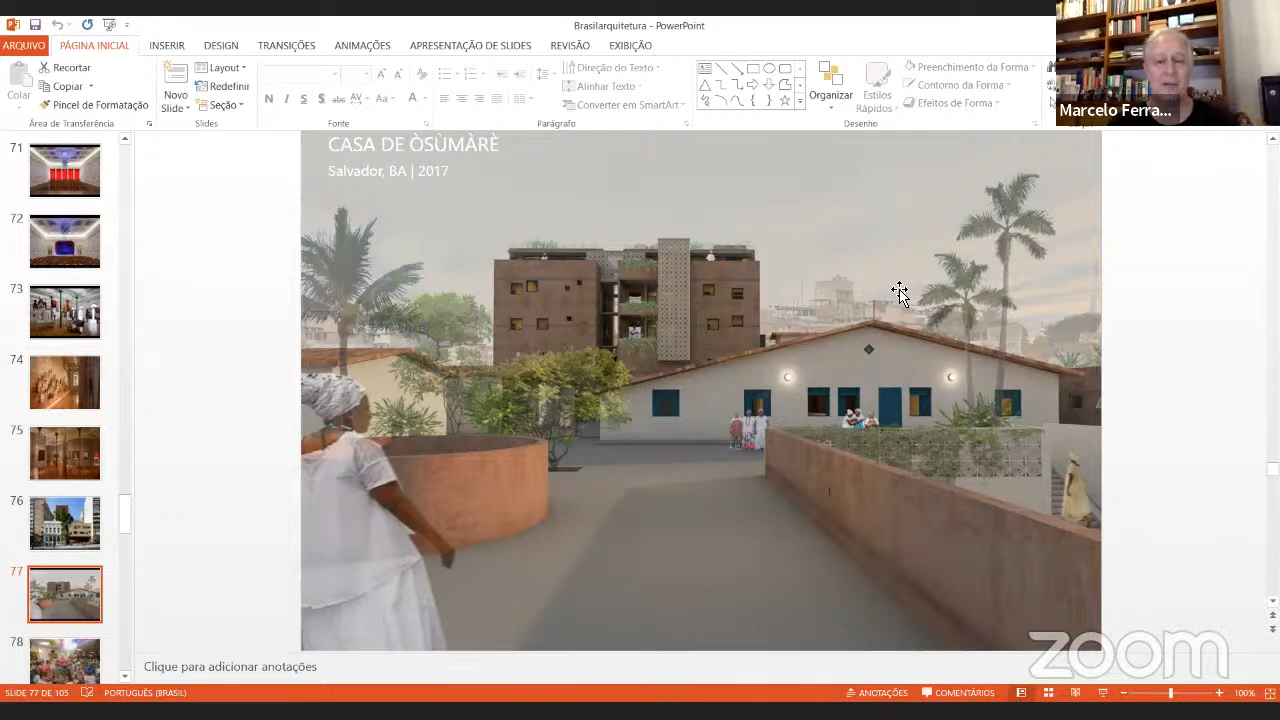 Brasilarquitetura - PowerPoint
ARQUIVO PÁGINA INICIAL INSERIR DESIGN TRANSIÇÕES ANIMAÇÕES APRESENTAÇÃO DE SLIDES REVISÃO EXIBIÇÃO
Colar
Recortar
Copiar
Pincel de Formatação
Área de Transferência
Novo
Slide
Layout
Redefinir
Seção
Slides
N I S S abc AV Aa A
Fonte
Direção do Texto
Alinhar Texto
Converter em SmartArt
Parágrafo
Organizar
Estilos
Rápidos
Preenchimento da Forma
Contorno da Forma
Efeitos de Forma
Desenho
Marcelo Ferra...
71
72
73
74
75
76
77
78
CASA DE ÒSÙMÀRÈ
Salvador, BA | 2017
zoom
Clique para adicionar anotações
SLIDE 77 DE 105 PORTUGUÊS (BRASIL) ANOTAÇÕES COMENTÁRIOS 100%